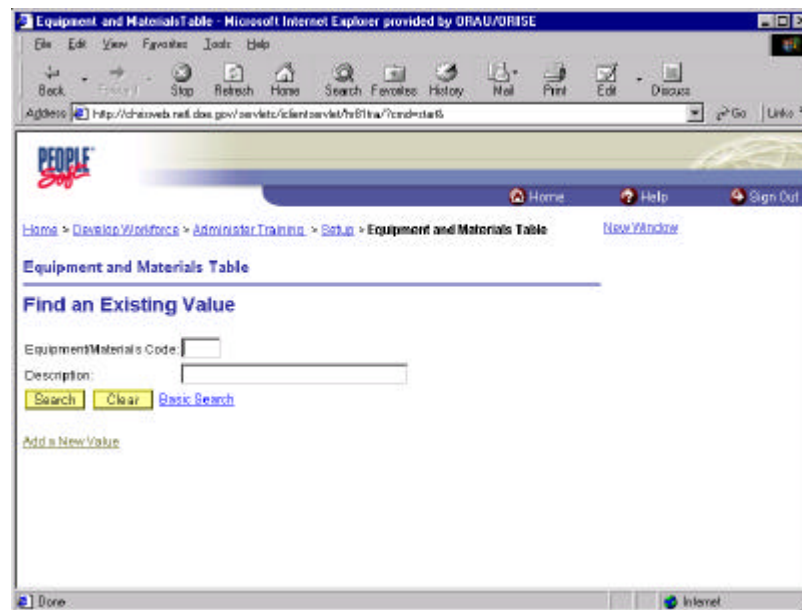 Equipment and MaterialsTable - Microsoft Internet Explorer provided by ORAU/ORISE
File Edit View Favorites Tools Help
Back Forward Stop Refresh Home Search Favorites History Mail Print Edit Discuss
Address Go Links
PEOPLE
Soft
Home Help Sign Out
Home > Develop Workforce > Administer Training > Setup > Equipment and Materials Table New Window
Equipment and Materials Table
Find an Existing Value
Equipment/Materials Code:
Description:
Search Clear Basic Search
Add a New Value
Done Internet